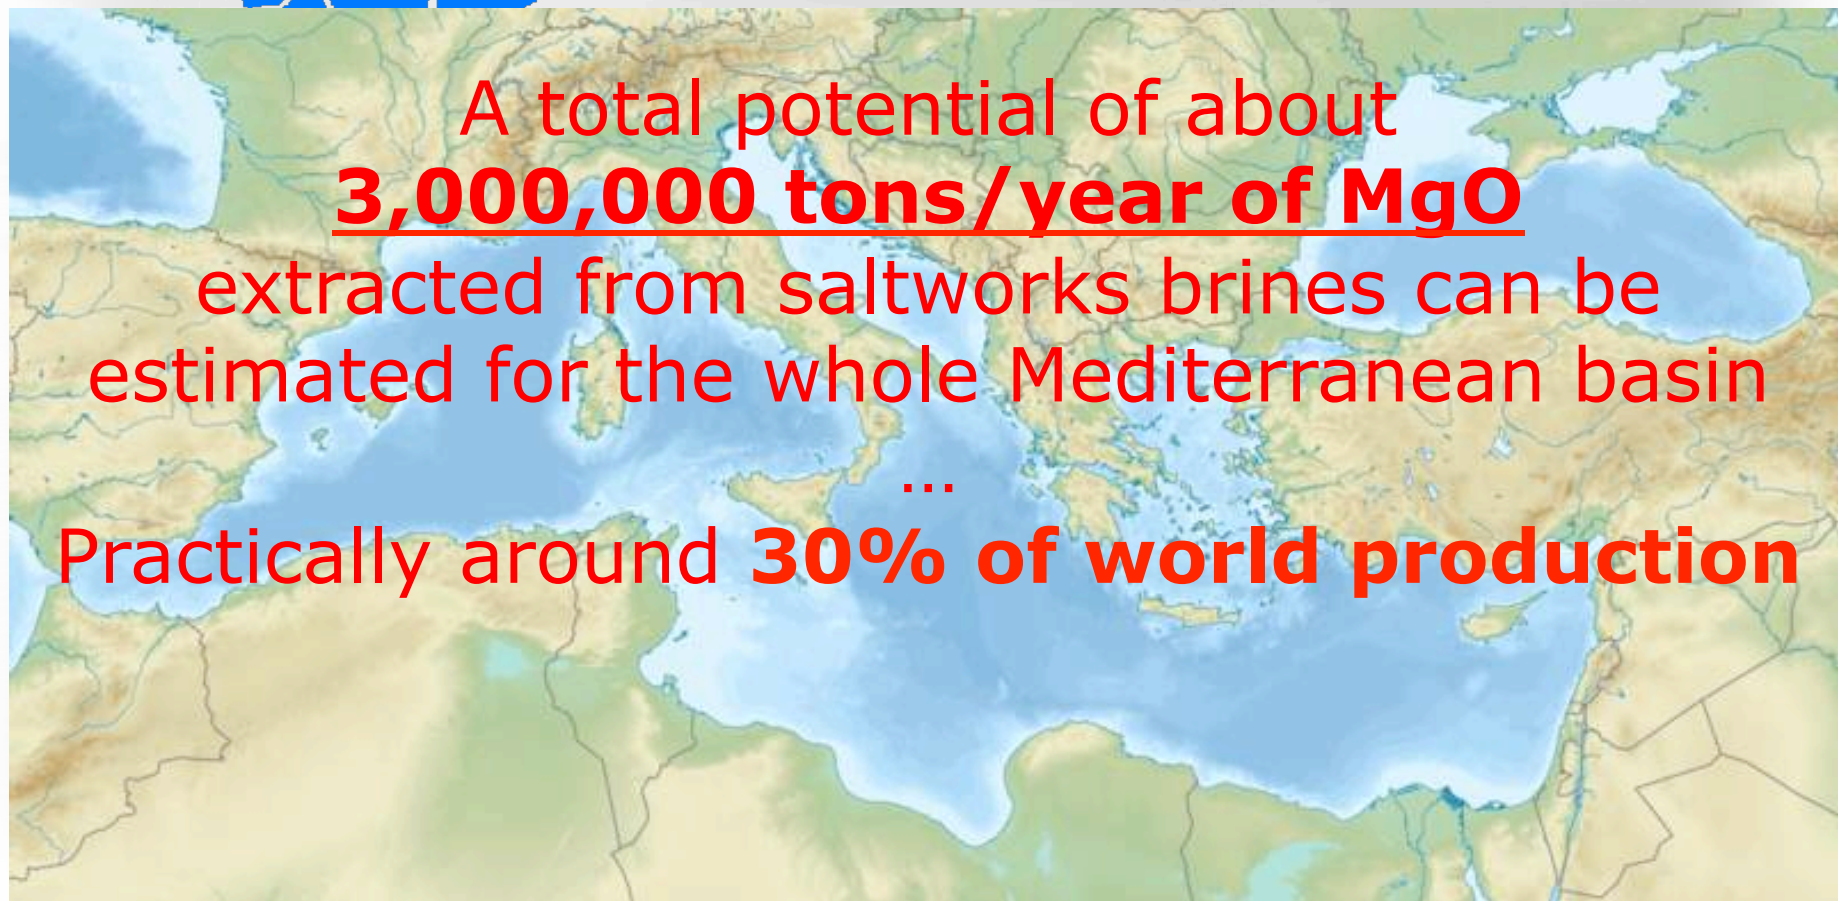 A total potential of about
3,000,000 tons/year of MgO
extracted from saltworks brines can be
estimated for the whole Mediterranean basin
...
Practically around 30% of world production